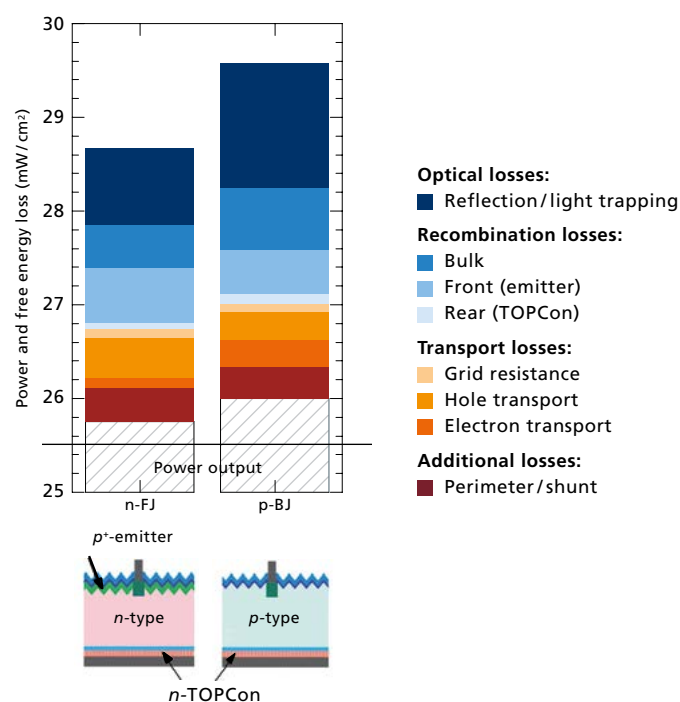 Power and free energy loss (mW/cm²)
30
29
28
27
26
25
Power output
n-FJ
p-BJ
Optical losses:
Reflection/light trapping
Recombination losses:
Bulk
Front (emitter)
Rear (TOPCon)
Transport losses:
Grid resistance
Hole transport
Electron transport
Additional losses:
Perimeter/shunt
p⁺-emitter
n-type
p-type
n-TOPCon